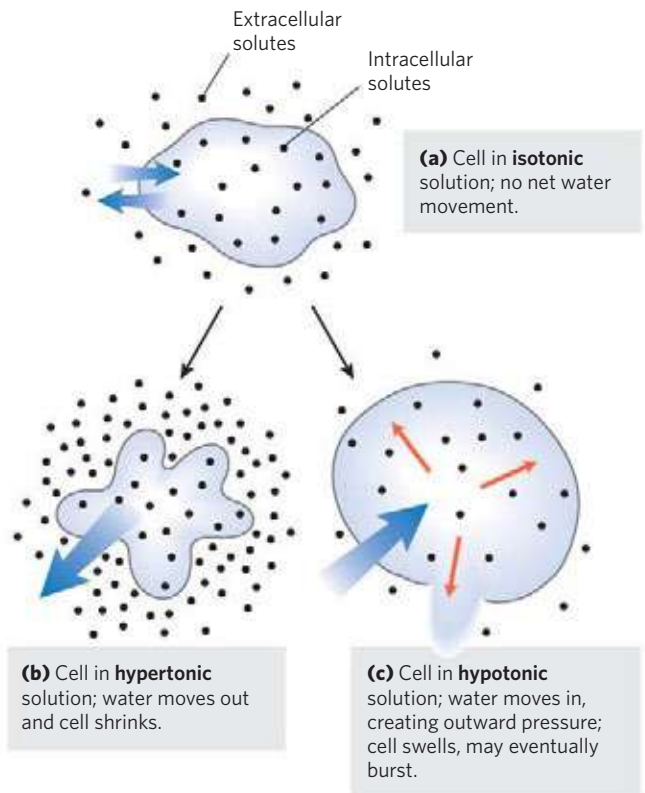 Extracellular
solutes
Intracellular
solutes
(a) Cell in isotonic
solution; no net water
movement.
(b) Cell in hypertonic
solution; water moves out
and cell shrinks.
(c) Cell in hypotonic
solution; water moves in,
creating outward pressure;
cell swells, may eventually
burst.